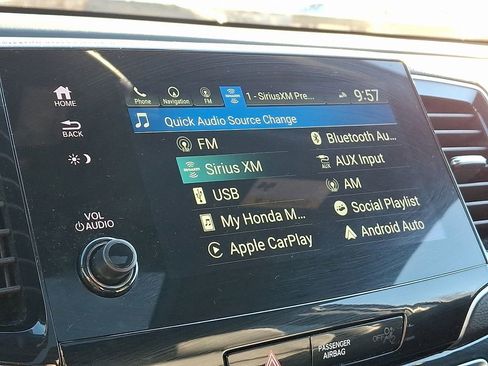 HOME
BACK
VOL
AUDIO
Phone Navigation FM SiriusXM 1 - SiriusXM Pre... 9:57
Quick Audio Source Change
FM Bluetooth Au...
Sirius XM AUX Input
USB AM
My Honda M... Social Playlist
Apple CarPlay Android Auto
PASSENGER
AIRBAG
OFF